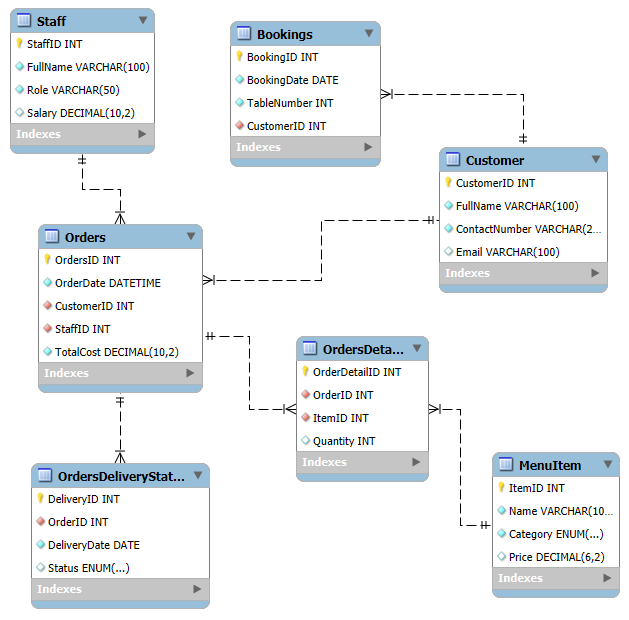 Staff
StaffID INT
FullName VARCHAR(100)
Role VARCHAR(50)
Salary DECIMAL(10,2)
Indexes
Bookings
BookingID INT
BookingDate DATE
TableNumber INT
CustomerID INT
Indexes
Customer
CustomerID INT
FullName VARCHAR(100)
ContactNumber VARCHAR(2...
Email VARCHAR(100)
Indexes
Orders
OrdersID INT
OrderDate DATETIME
CustomerID INT
StaffID INT
TotalCost DECIMAL(10,2)
Indexes
OrdersDeta...
OrderDetailID INT
OrderID INT
ItemID INT
Quantity INT
Indexes
OrdersDeliveryStat...
DeliveryID INT
OrderID INT
DeliveryDate DATE
Status ENUM(...)
Indexes
MenuItem
ItemID INT
Name VARCHAR(10...
Category ENUM(...)
Price DECIMAL(6,2)
Indexes